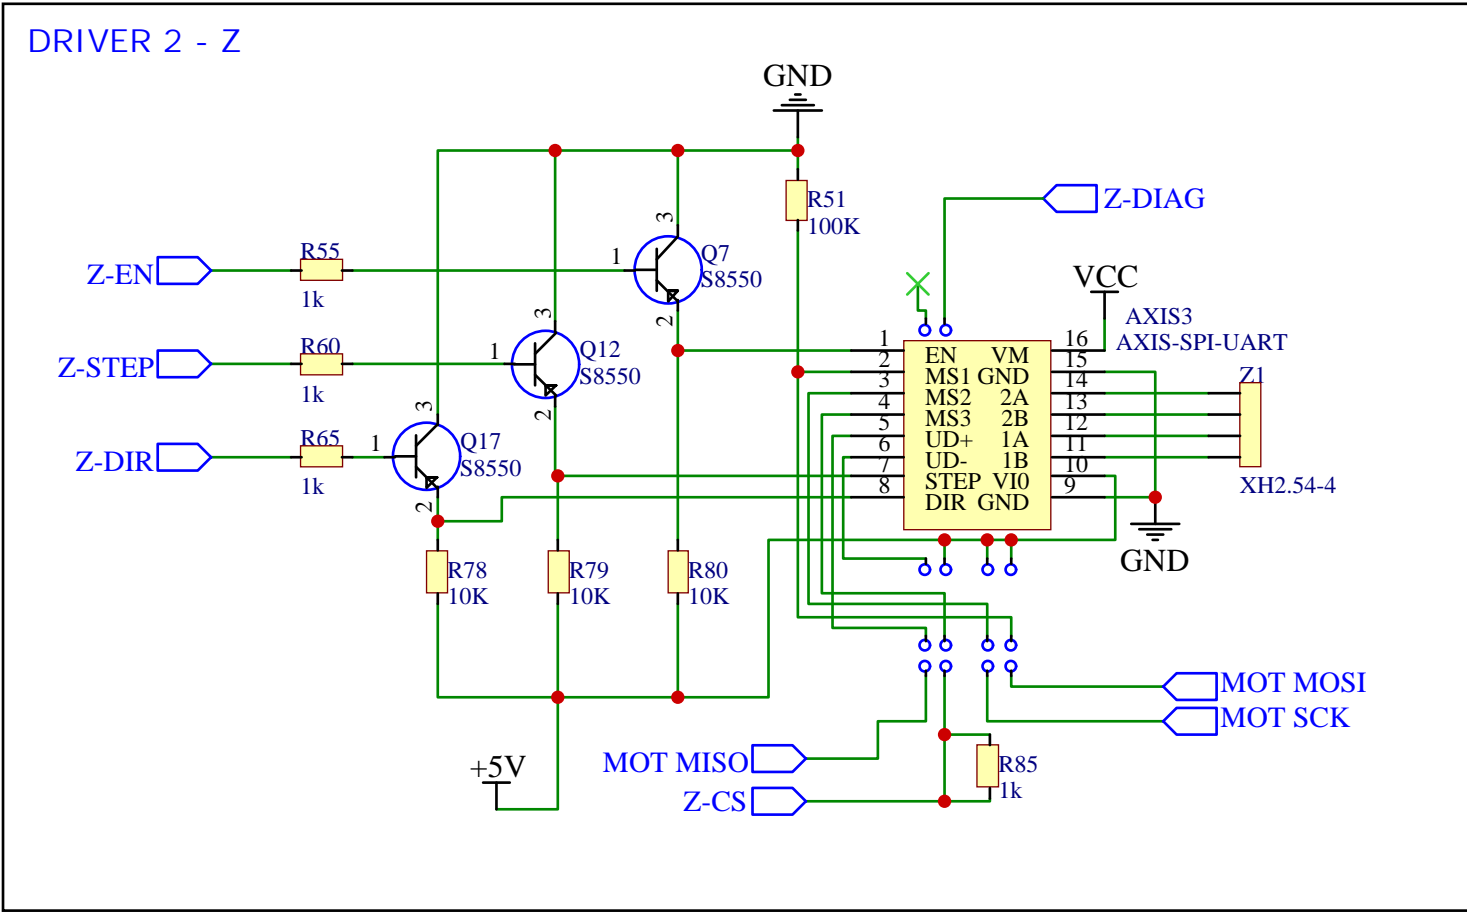 DRIVER 2 - Z
GND
R51
100K
Z-DIAG
Z-EN
R55
1k
1
3
2
Q7
S8550
VCC
AXIS3
AXIS-SPI-UART
Z-STEP
R60
1k
1
3
2
Q12
S8550
Z-DIR
R65
1k
1
3
2
Q17
S8550
1 EN VM 16
2 MS1 GND 15
3 MS2 2A 14
4 MS3 2B 13
5 UD+ 1A 12
6 UD- 1B 11
7 STEP VI0 10
8 DIR GND 9
Z1
XH2.54-4
GND
R78
10K
R79
10K
R80
10K
MOT MOSI
MOT SCK
+5V
MOT MISO
Z-CS
R85
1k